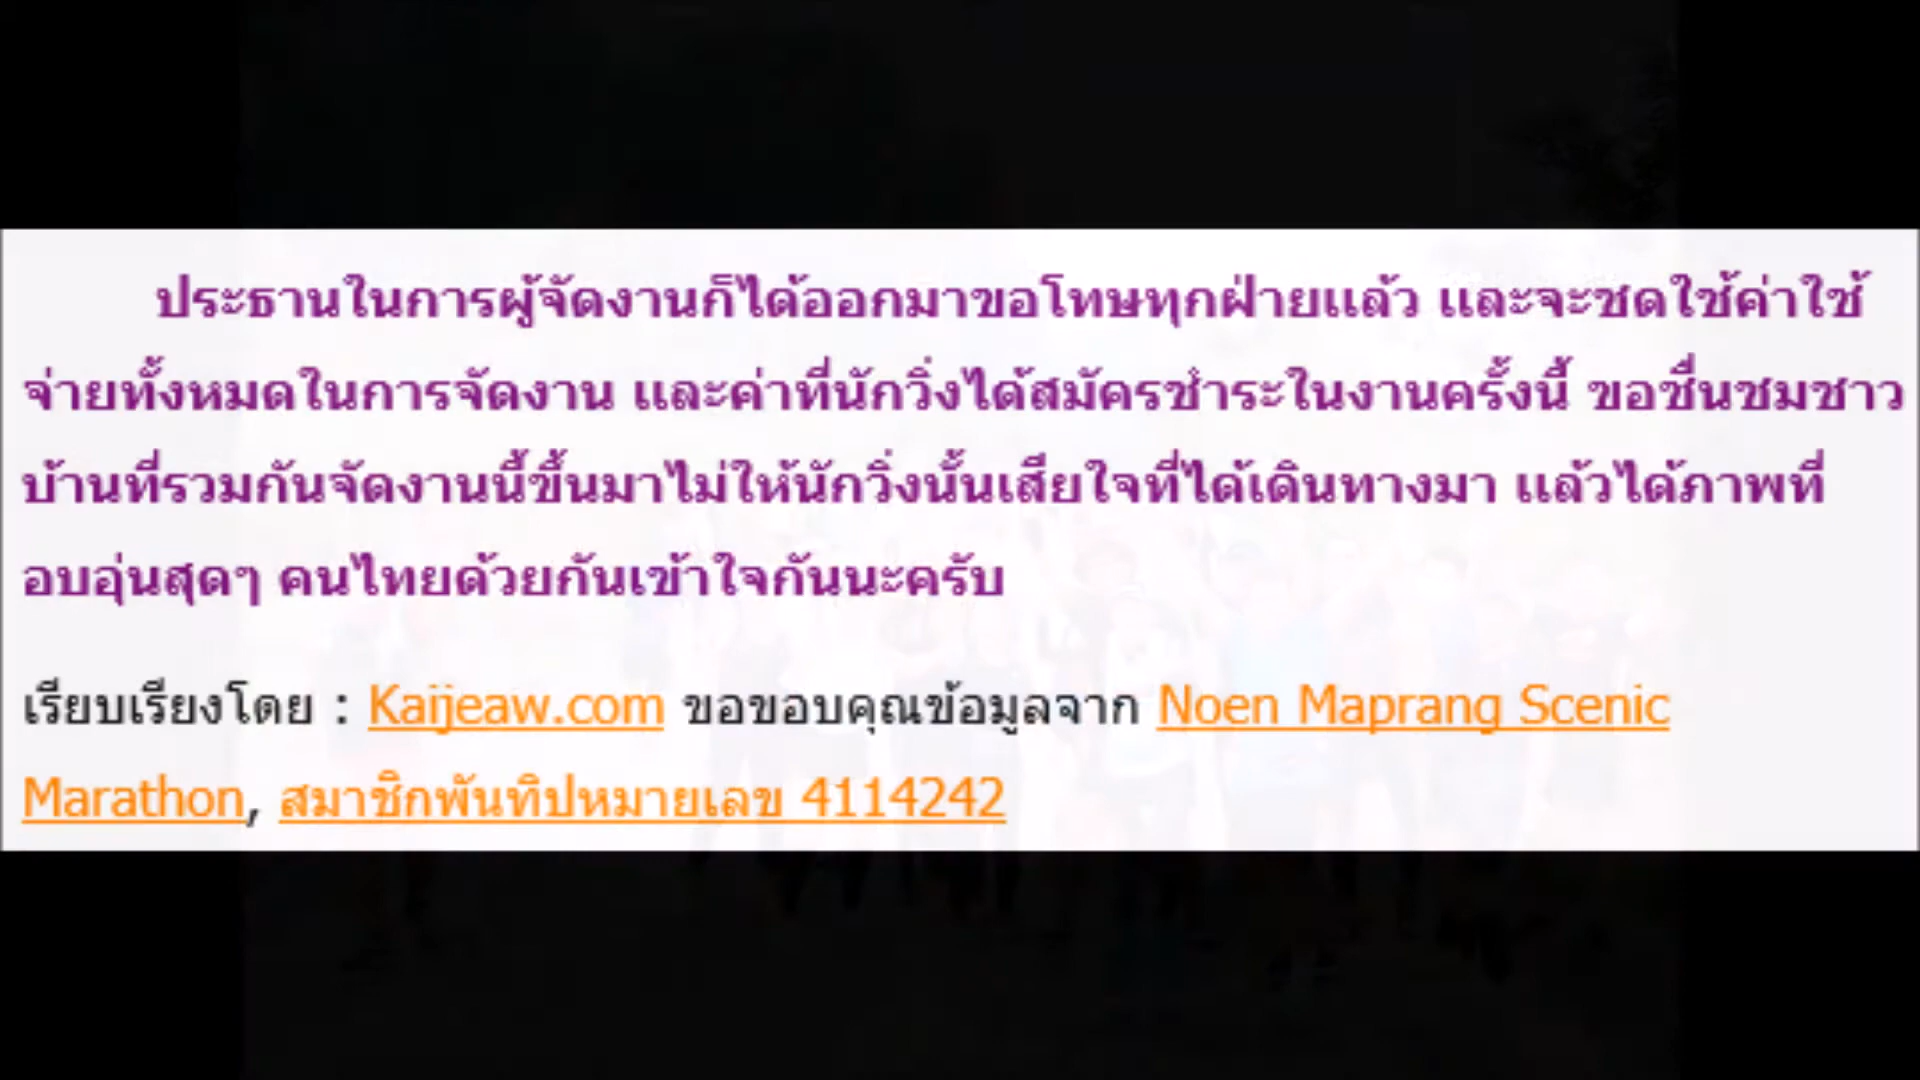 ประธานในการผู้จัดงานก็ได้ออกมาขอโทษทุกฝ่ายแล้ว และจะชดใช้ค่าใช้
จ่ายทั้งหมดในการจัดงาน และค่าที่นักวิ่งได้สมัครชำระในงานครั้งนี้ ขอชื่นชมชาว
บ้านที่รวมกันจัดงานนี้ขึ้นมาไม่ให้นักวิ่งนั้นเสียใจที่ได้เดินทางมา แล้วได้ภาพที่
อบอุ่นสุดๆ คนไทยด้วยกันเข้าใจกันนะครับ
เรียบเรียงโดย : Kaijeaw.com ขอขอบคุณข้อมูลจาก Noen Maprang Scenic
Marathon, สมาชิกพันทิปหมายเลข 4114242